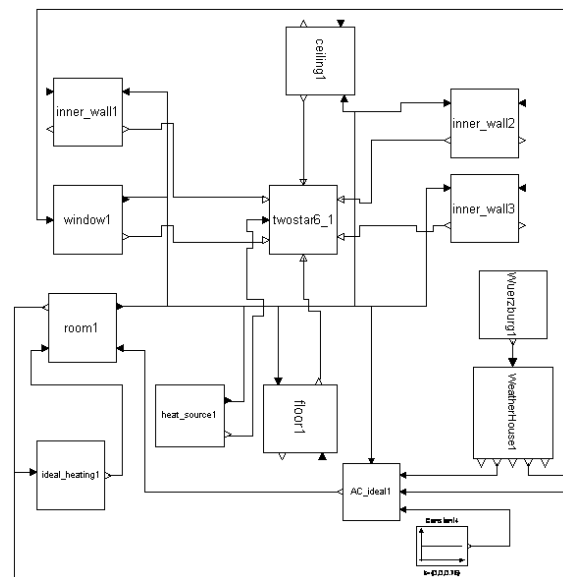 ceiling1
inner_wall1
inner_wall2
window1
twostar6_1
inner_wall3
room1
Wuerzburg1
WeatherHouse1
heat_source1
floor1
ideal_heating1
AC_ideal1